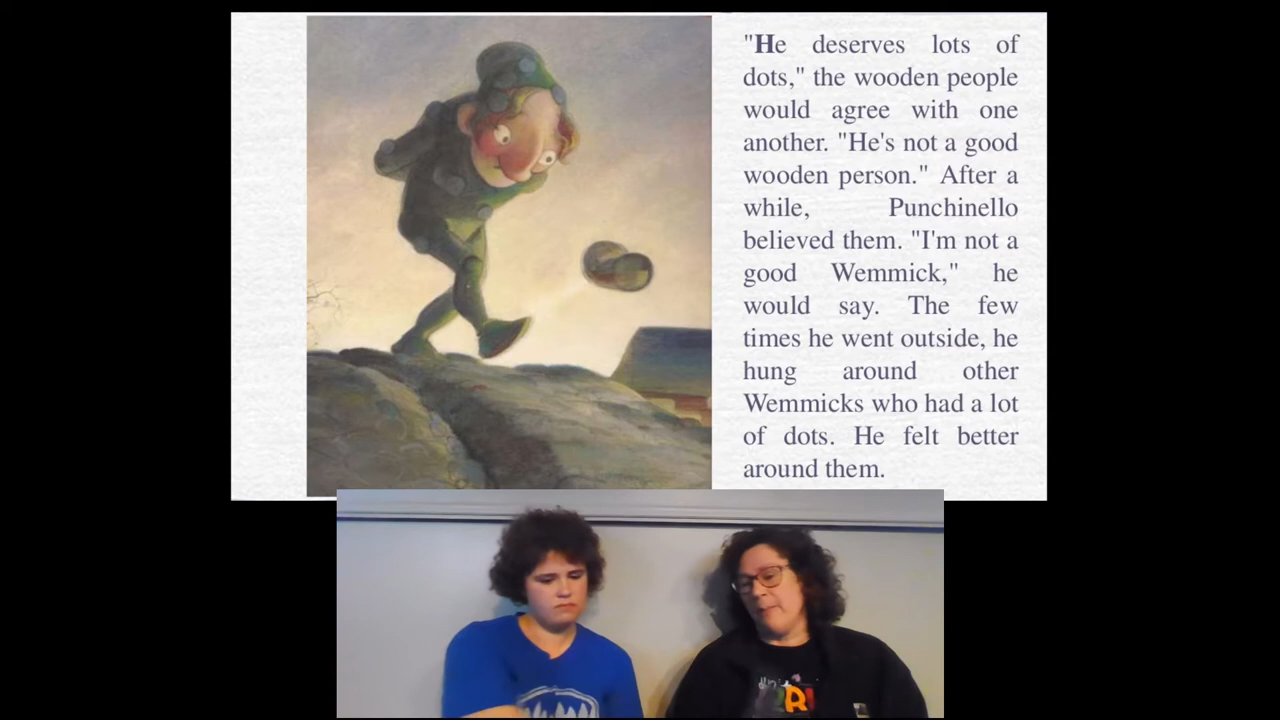 "He deserves lots of
dots," the wooden people
would agree with one
another. "He's not a good
wooden person." After a
while, Punchinello
believed them. "I'm not a
good Wemmick," he
would say. The few
times he went outside, he
hung around other
Wemmicks who had a lot
of dots. He felt better
around them.